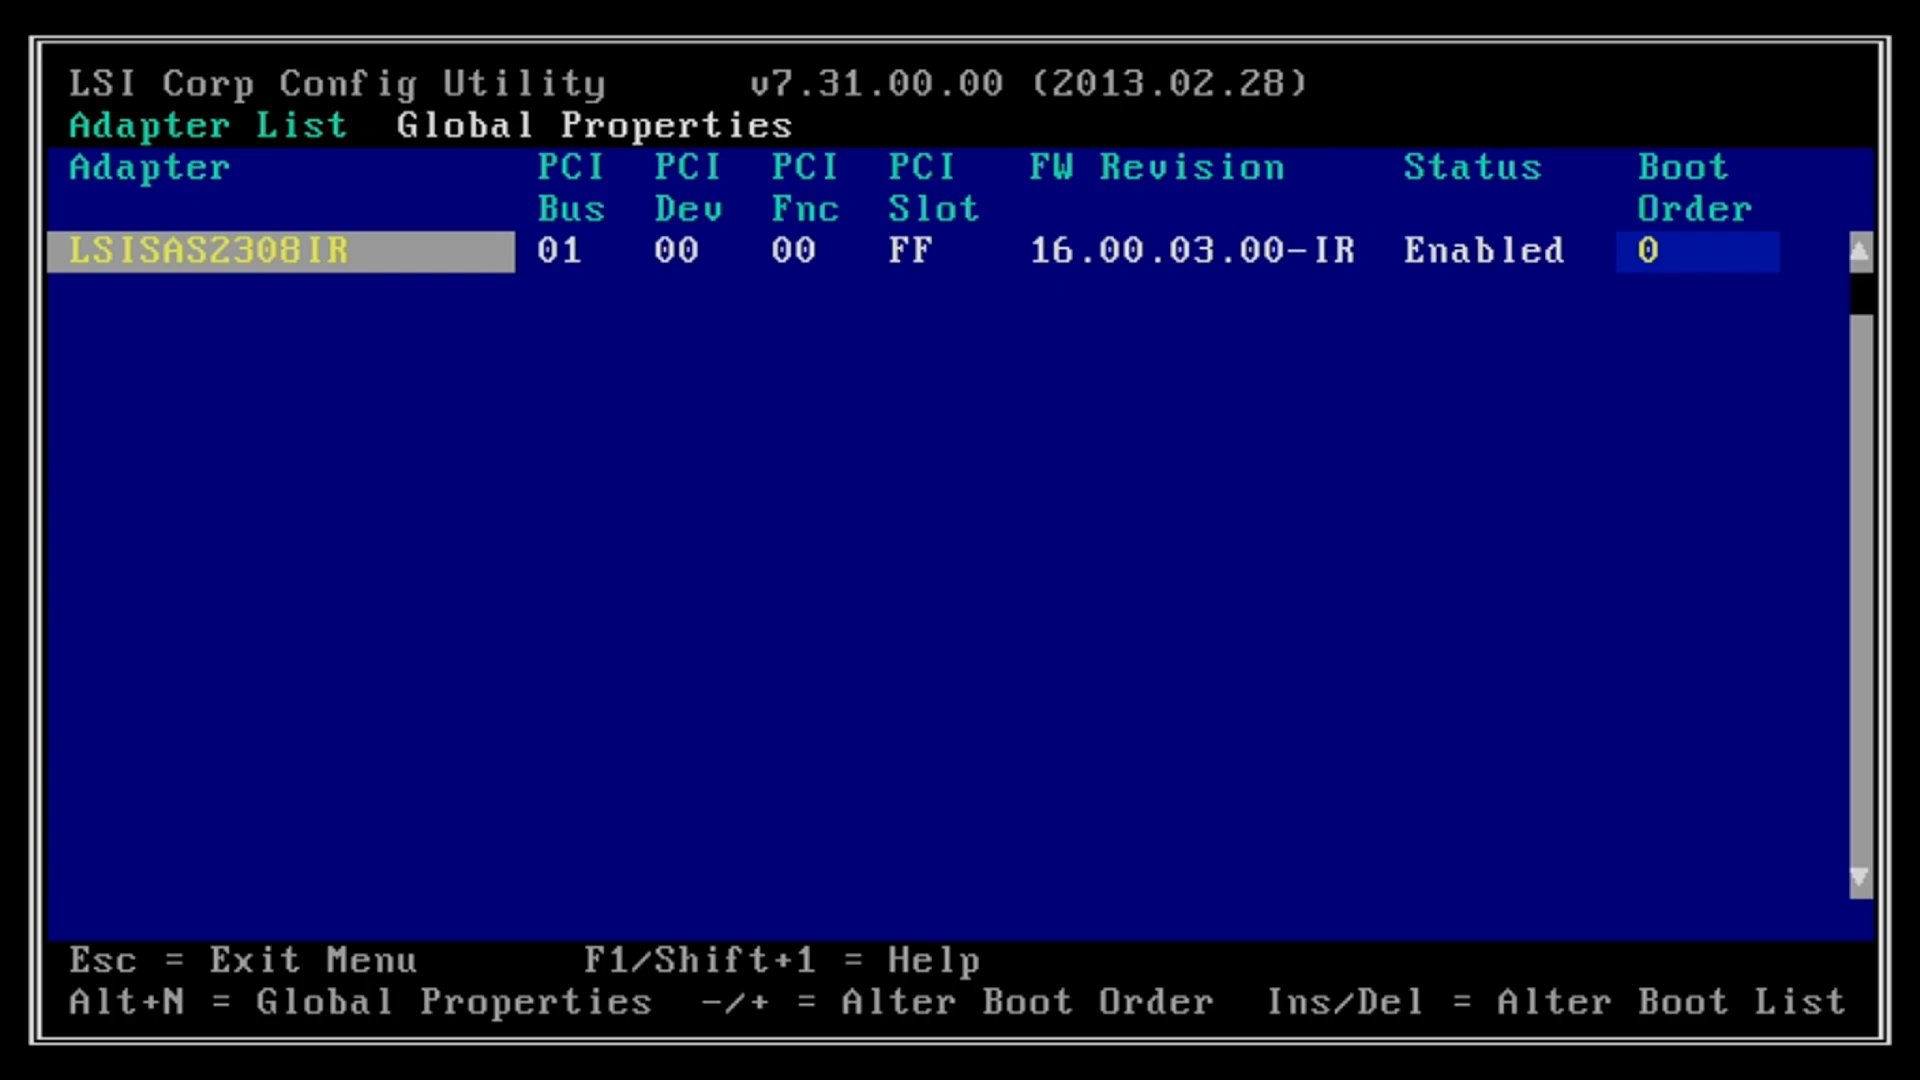 LSI Corp Config Utility v7.31.00.00 (2013.02.28)
Adapter List Global Properties
Adapter PCI PCI PCI PCI FW Revision Status Boot
Bus Dev Fnc Slot Order
LSISAS2308IR 01 00 00 FF 16.00.03.00-IR Enabled 0
Esc = Exit Menu F1/Shift+1 = Help
Alt+N = Global Properties -/+ = Alter Boot Order Ins/Del = Alter Boot List